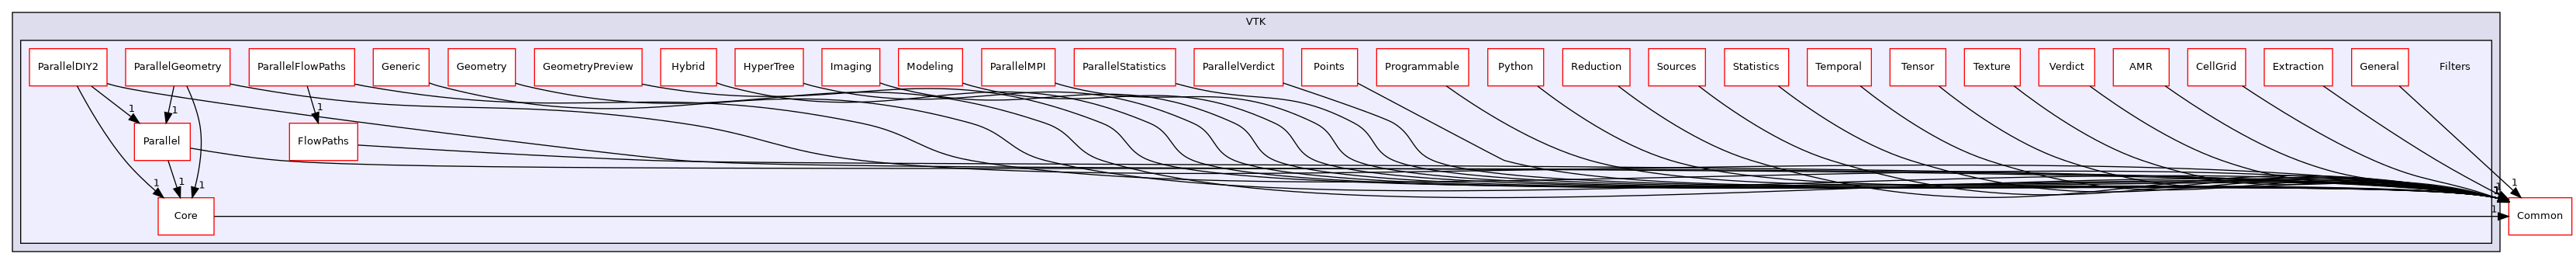 VTK
ParallelDIY2
ParallelGeometry
ParallelFlowPaths
Generic
Geometry
GeometryPreview
Hybrid
HyperTree
Imaging
Modeling
ParallelMPI
ParallelStatistics
ParallelVerdict
Points
Programmable
Python
Reduction
Sources
Statistics
Temporal
Tensor
Texture
Verdict
AMR
CellGrid
Extraction
General
Filters
1
1
1
Parallel
FlowPaths
1
1
1
1
1
1
Core
Common